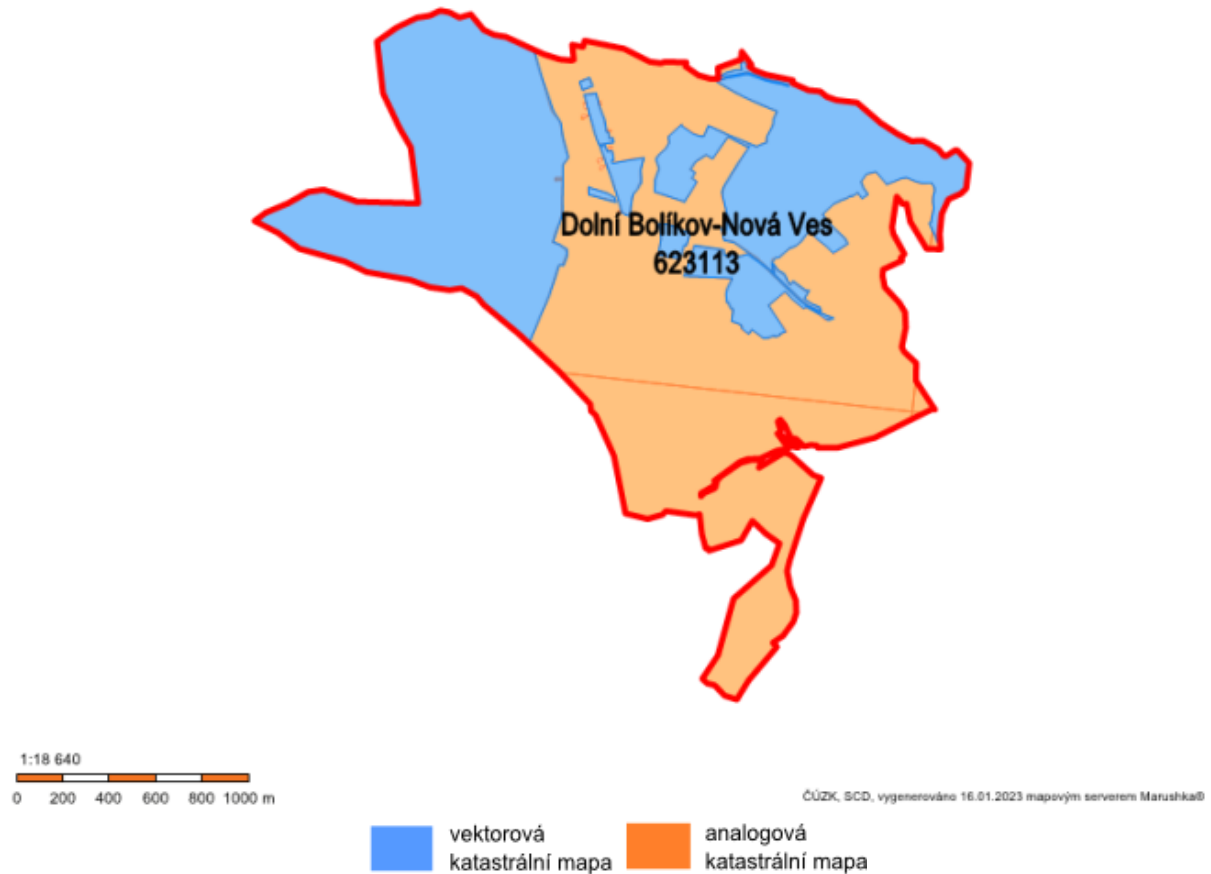 Dolní Bolíkov-Nová Ves
623113
1:18 640
0 200 400 600 800 1000 m
ČÚZK, SCD, vygenerováno 16.01.2023 mapovým serverem Marushka®
vektorová
katastrální mapa
analogová
katastrální mapa